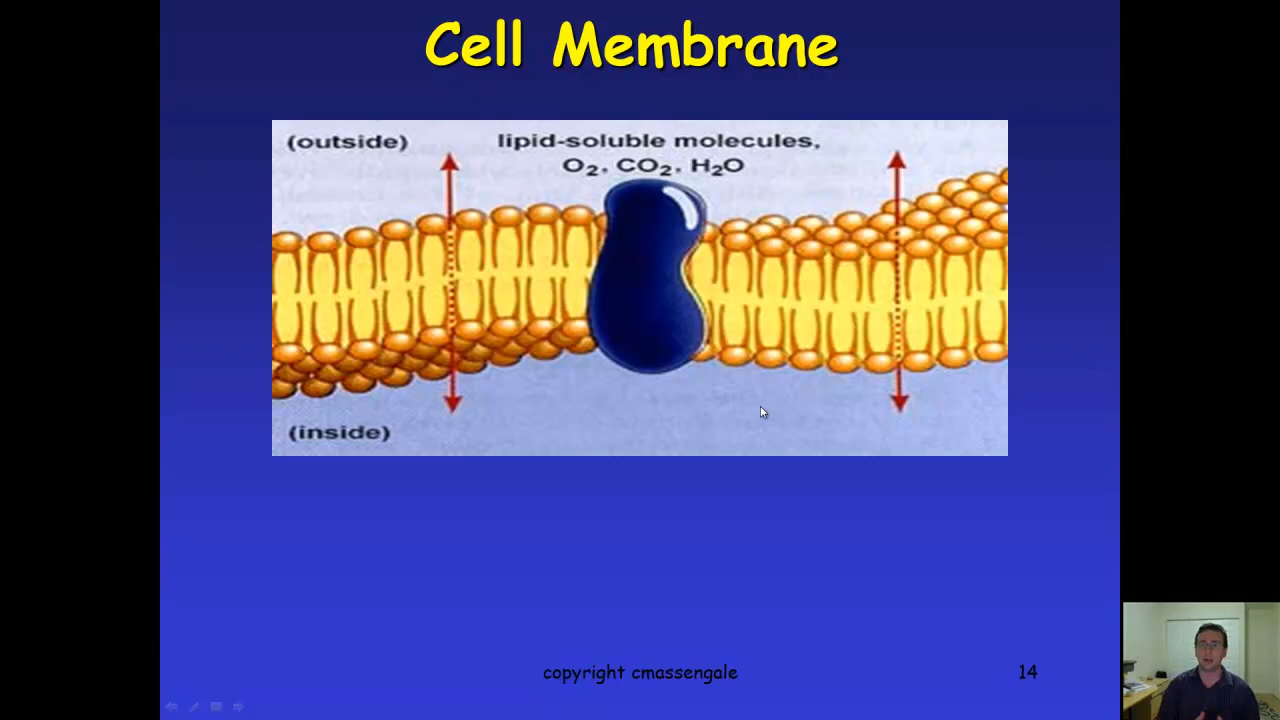 Cell Membrane
(outside)
lipid-soluble molecules,
O₂, CO₂, H₂O
(inside)
copyright cmassengale
14